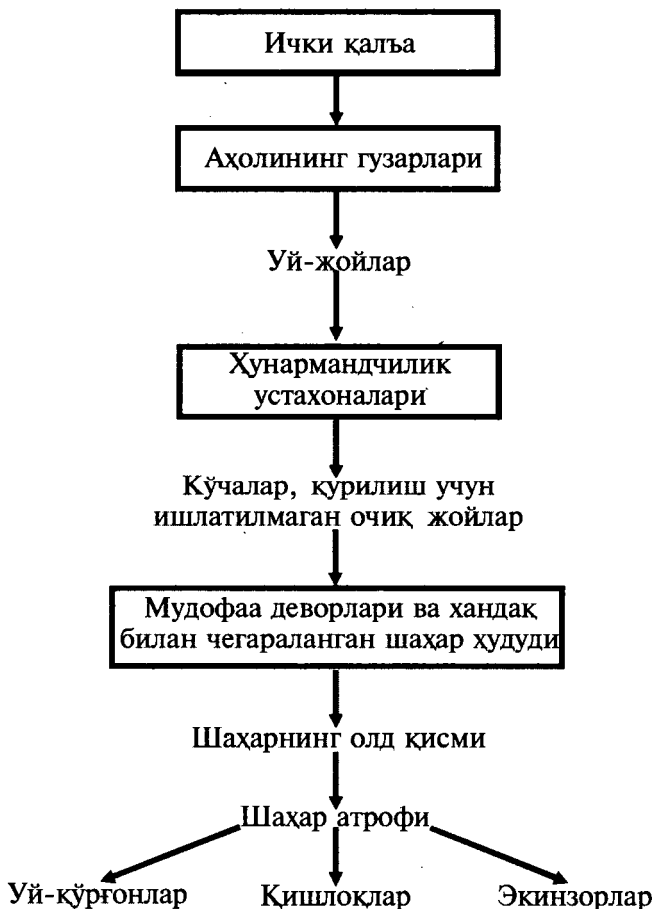 Ички қалъа
Аҳолининг гузарлари
Уй-жойлар
Ҳунармандчилик
устахоналари
Кўчалар, қурилиш учун
ишлатилмаган очиқ жойлар
Мудофаа деворлари ва хандақ
билан чегараланган шаҳар ҳудуди
Шаҳарнинг олд қисми
Шаҳар атрофи
Уй-қўрғонлар Қишлоқлар Экинзорлар